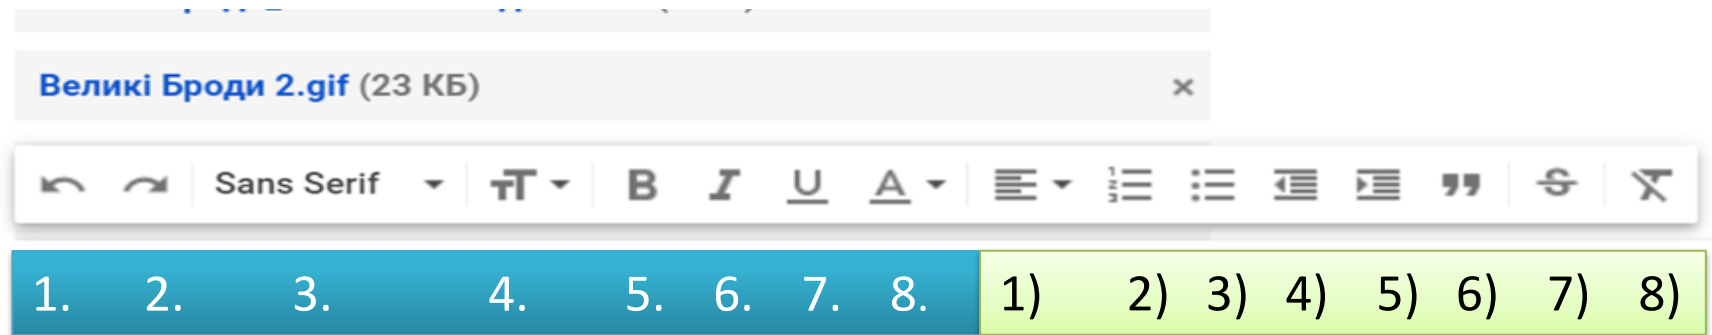 Великі Броди 2.gif (23 КБ) ×
Sans Serif T B I U A S
1. 2. 3. 4. 5. 6. 7. 8. 1) 2) 3) 4) 5) 6) 7) 8)